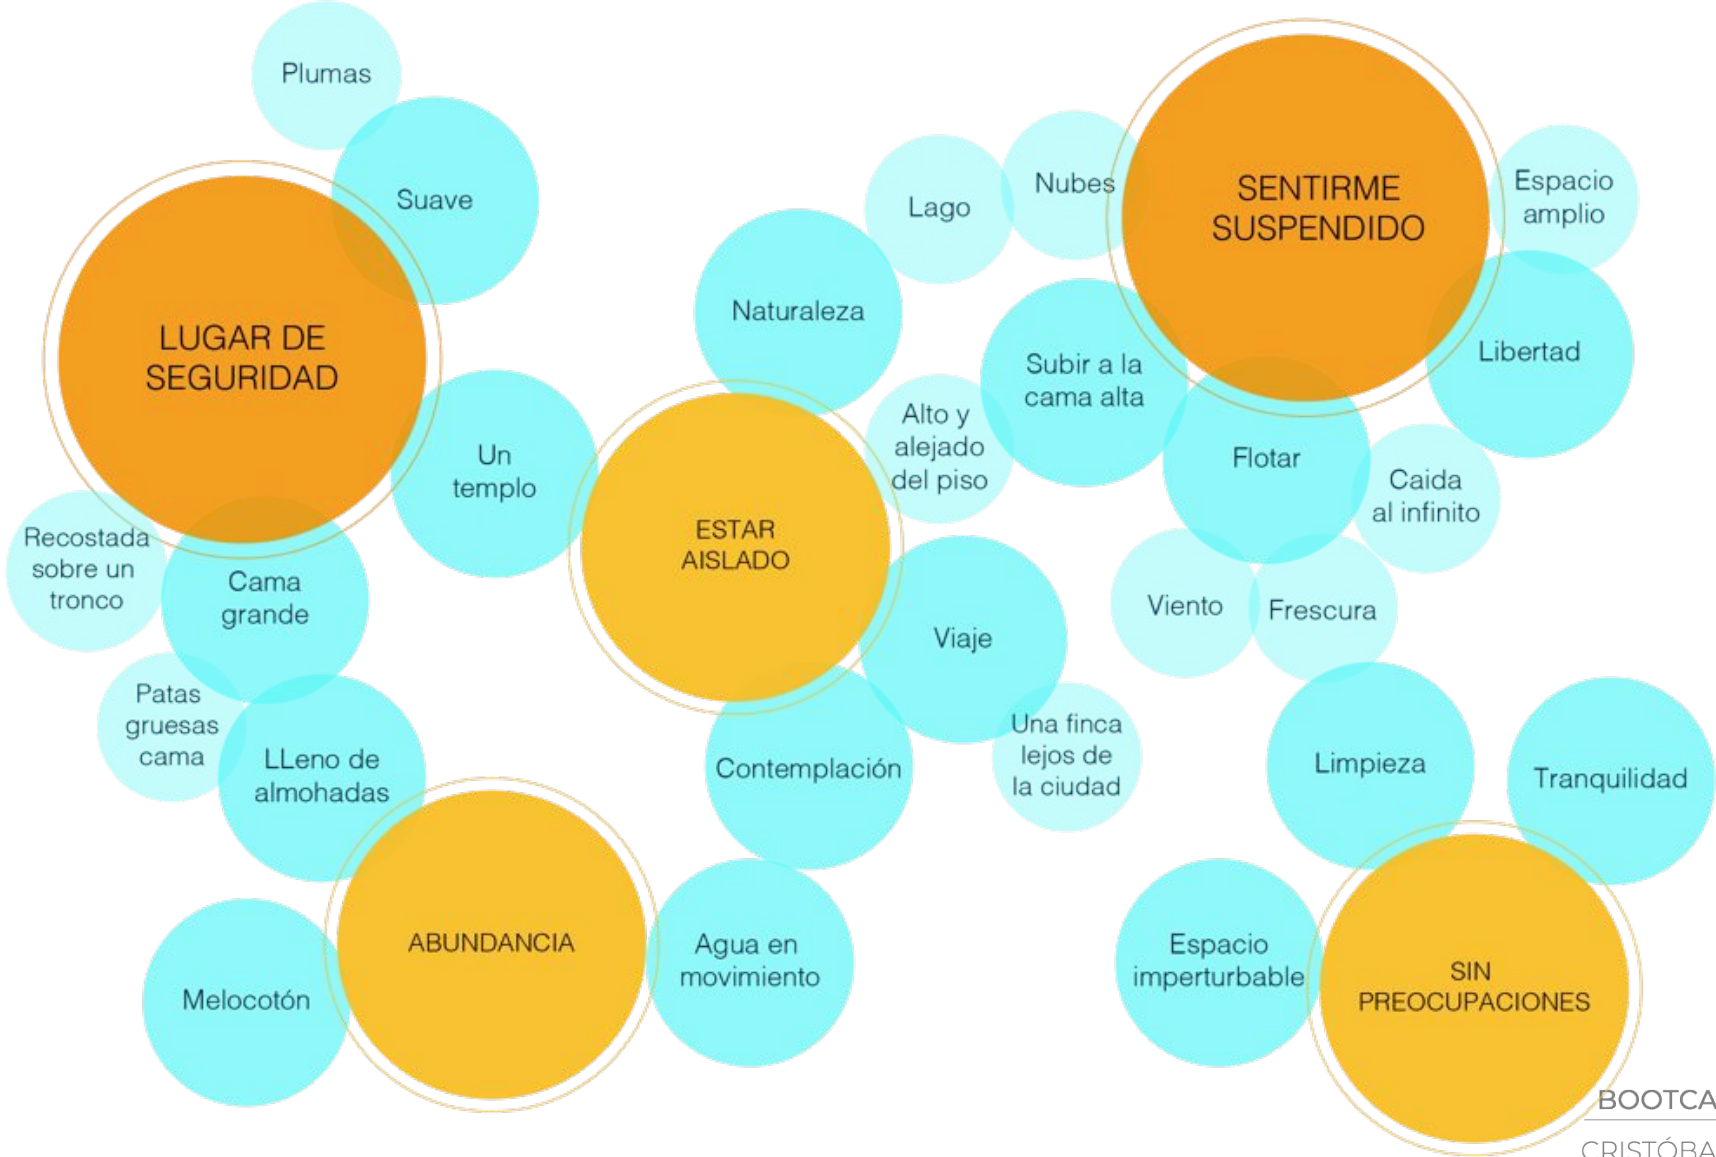 Plumas
Suave
LUGAR DE
SEGURIDAD
Un
templo
Recostada
sobre un
tronco
Cama
grande
Patas
gruesas
cama
LLeno de
almohadas
Melocotón
ABUNDANCIA
Agua en
movimiento
Naturaleza
Lago
Nubes
ESTAR
AISLADO
Alto y
alejado
del piso
Subir a la
cama alta
Viaje
Contemplación
Una finca
lejos de
la ciudad
SENTIRME
SUSPENDIDO
Espacio
amplio
Libertad
Flotar
Caida
al infinito
Viento
Frescura
Limpieza
Tranquilidad
Espacio
imperturbable
SIN
PREOCUPACIONES
BOOTCA
CRISTÓBA